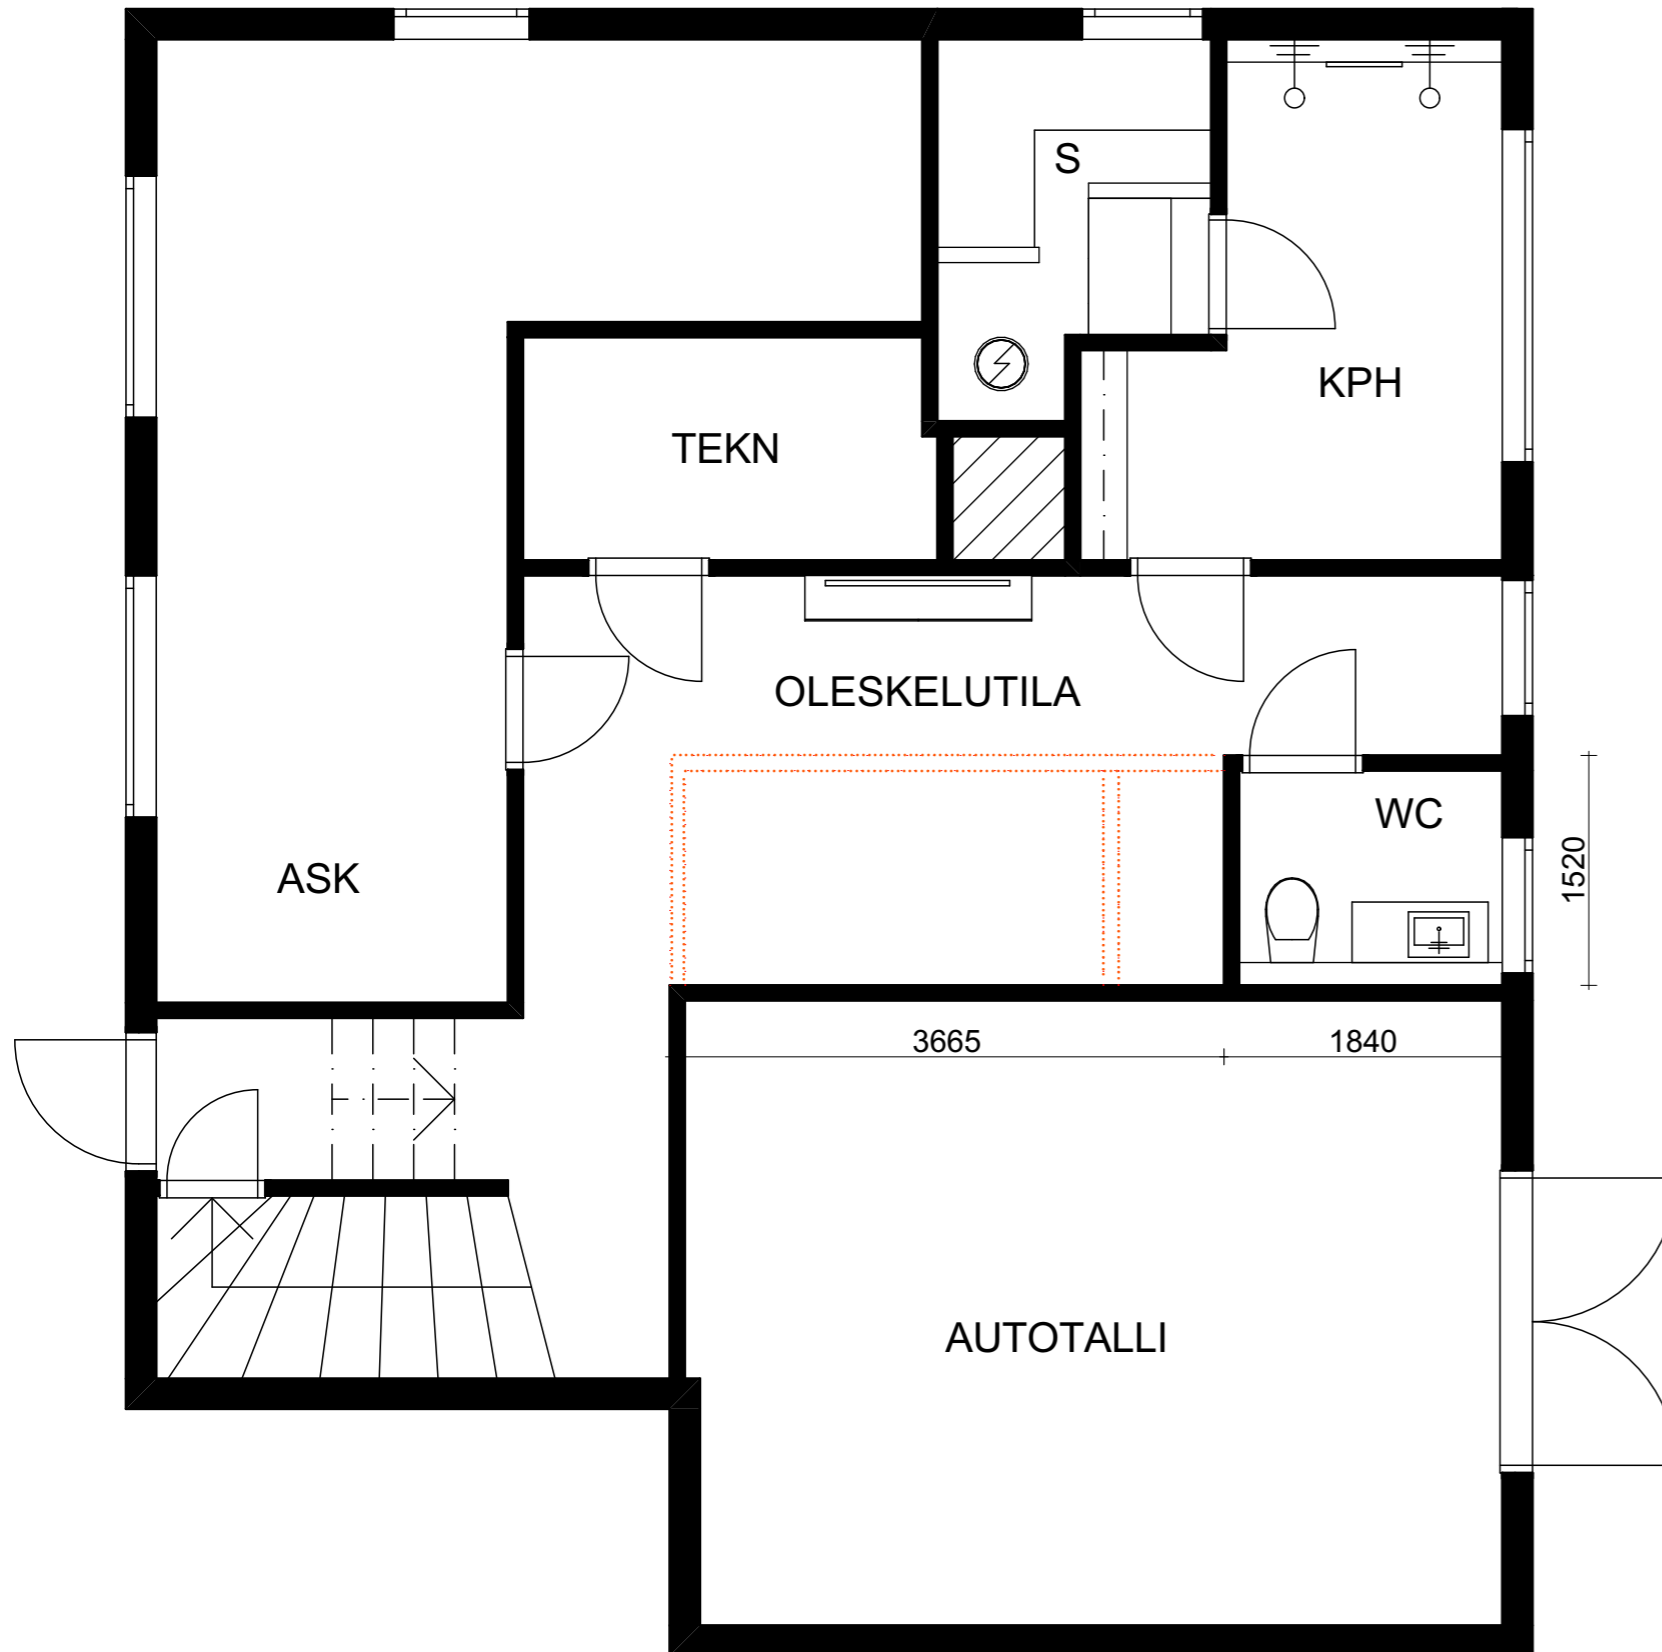 S
KPH
TEKN
OLESKELUTILA
WC
1520
ASK
3665
1840
AUTOTALLI